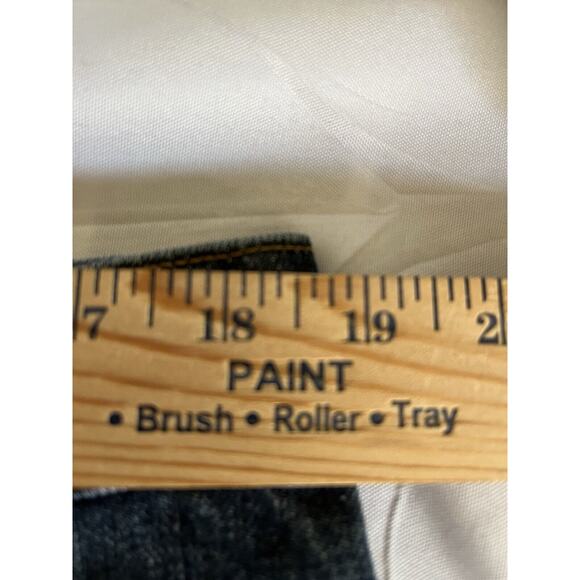 7 18 19 2
PAINT
• Brush • Roller • Tray